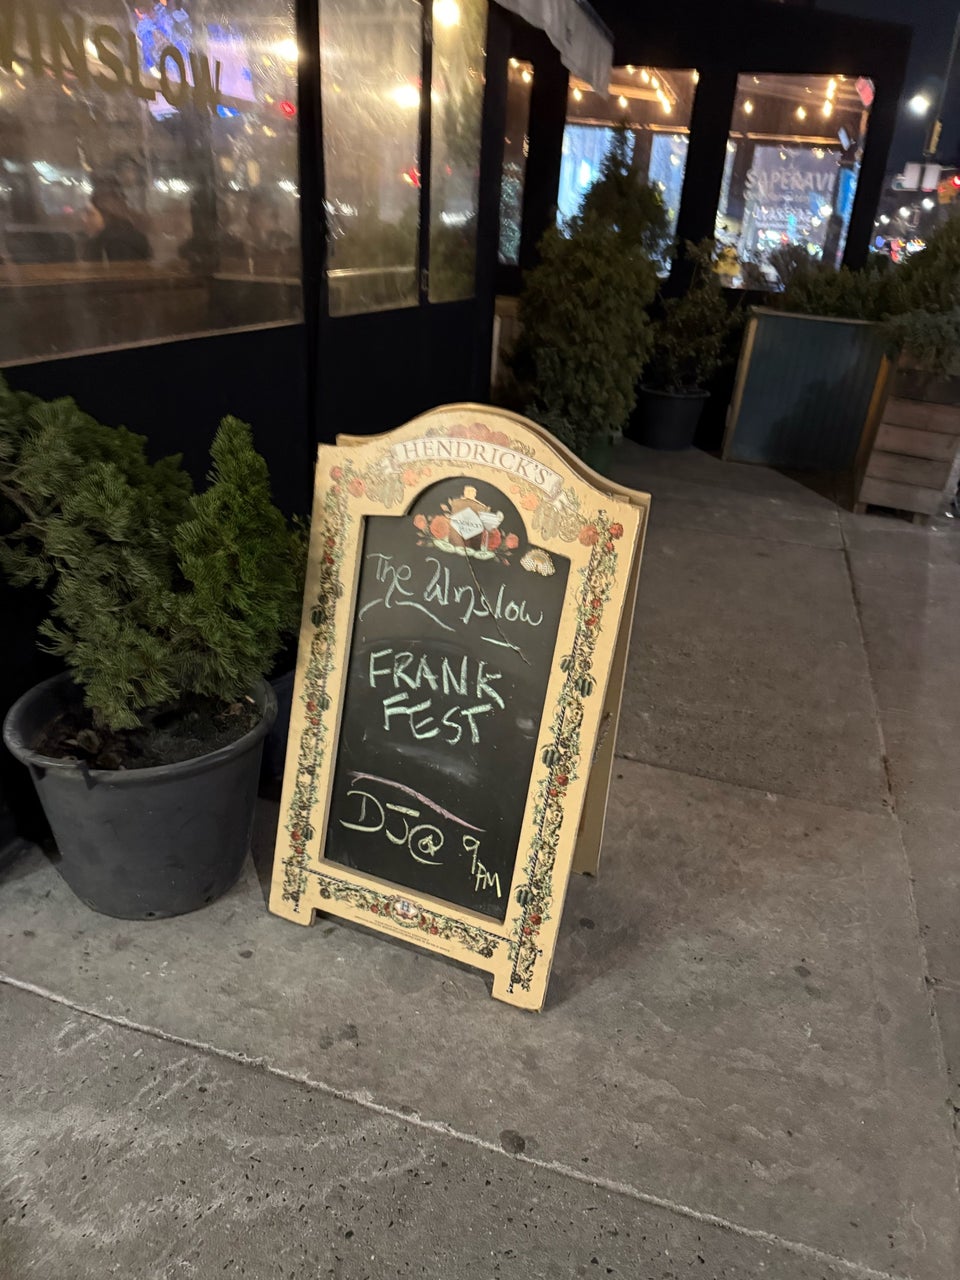 WINSLOW
SAPERAVI
HENDRICK'S
The Winslow
FRANK
FEST
DJ@ 9PM
H